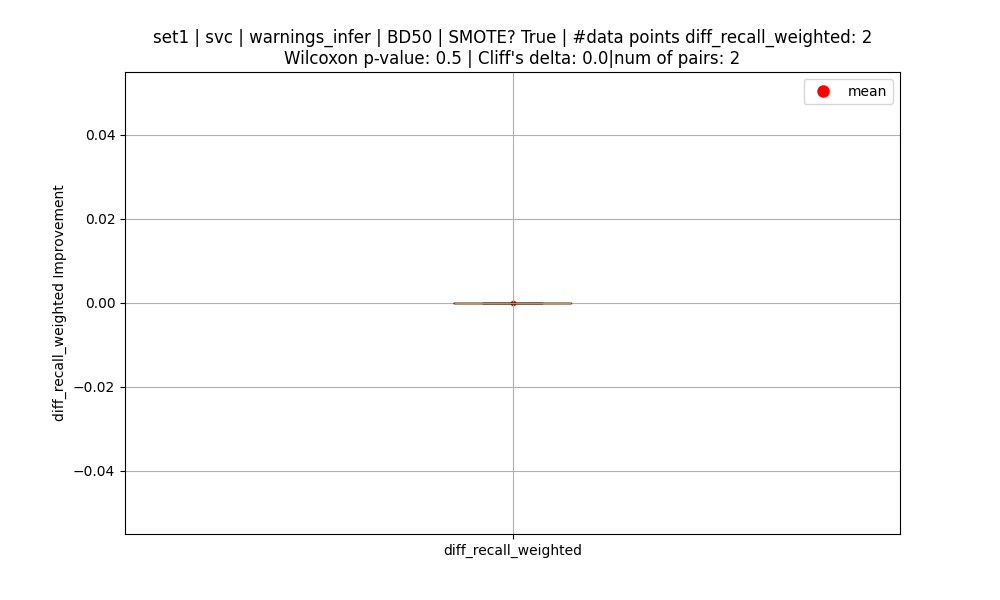 set1 | svc | warnings_infer | BD50 | SMOTE? True | #data points diff_recall_weighted: 2
Wilcoxon p-value: 0.5 | Cliff's delta: 0.0|num of pairs: 2
mean
0.04
0.02
0.00
−0.02
−0.04
diff_recall_weighted Improvement
diff_recall_weighted